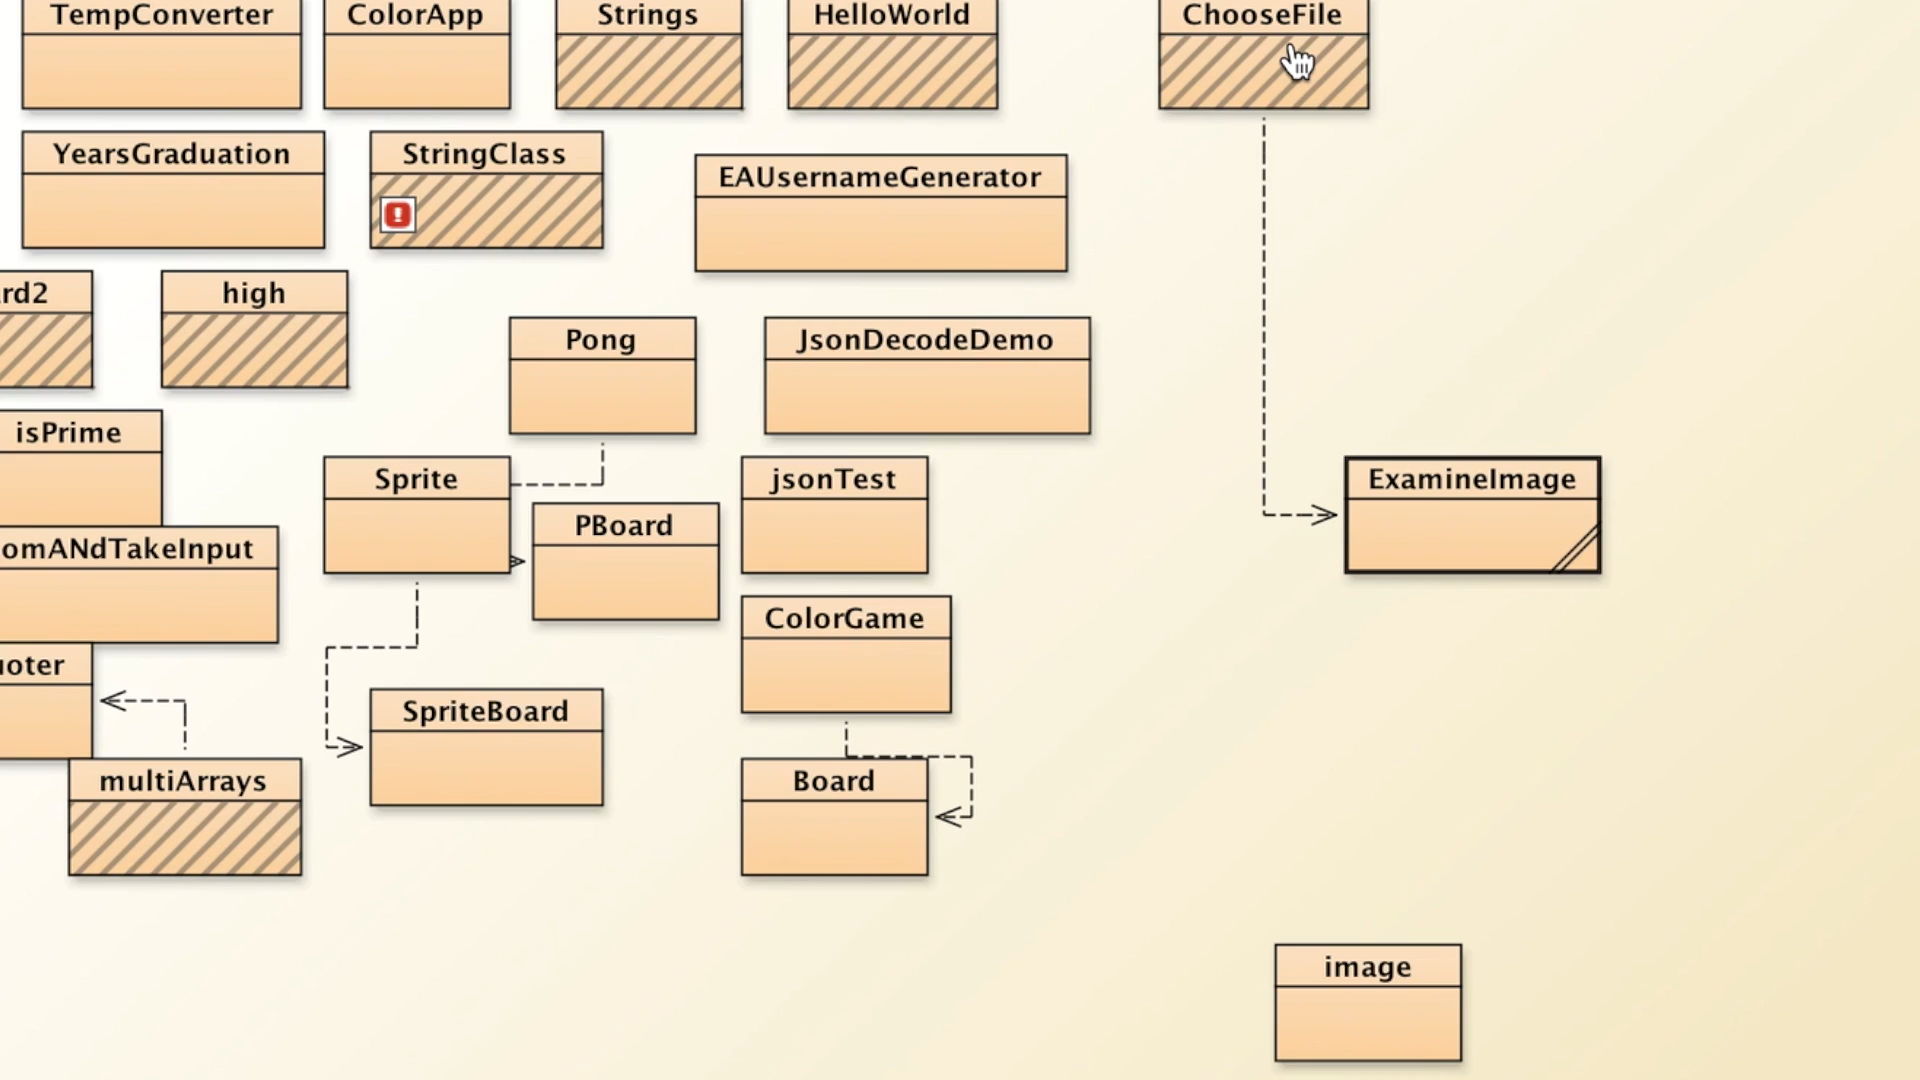 TempConverter
ColorApp
Strings
HelloWorld
ChooseFile
YearsGraduation
StringClass
EAUsernameGenerator
rd2
high
Pong
JsonDecodeDemo
isPrime
Sprite
jsonTest
ExamineImage
PBoard
omANdTakeInput
ColorGame
oter
SpriteBoard
multiArrays
Board
image